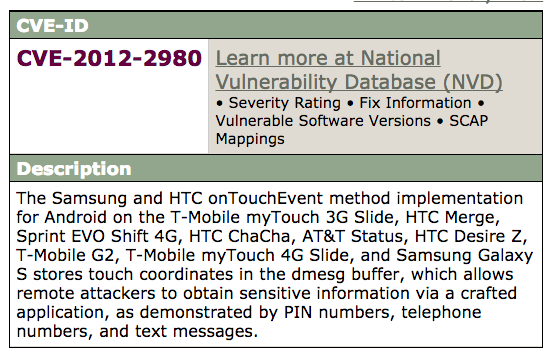 CVE-ID
CVE-2012-2980
Learn more at National
Vulnerability Database (NVD)
• Severity Rating • Fix Information •
Vulnerable Software Versions • SCAP
Mappings
Description
The Samsung and HTC onTouchEvent method implementation
for Android on the T-Mobile myTouch 3G Slide, HTC Merge,
Sprint EVO Shift 4G, HTC ChaCha, AT&T Status, HTC Desire Z,
T-Mobile G2, T-Mobile myTouch 4G Slide, and Samsung Galaxy
S stores touch coordinates in the dmesg buffer, which allows
remote attackers to obtain sensitive information via a crafted
application, as demonstrated by PIN numbers, telephone
numbers, and text messages.